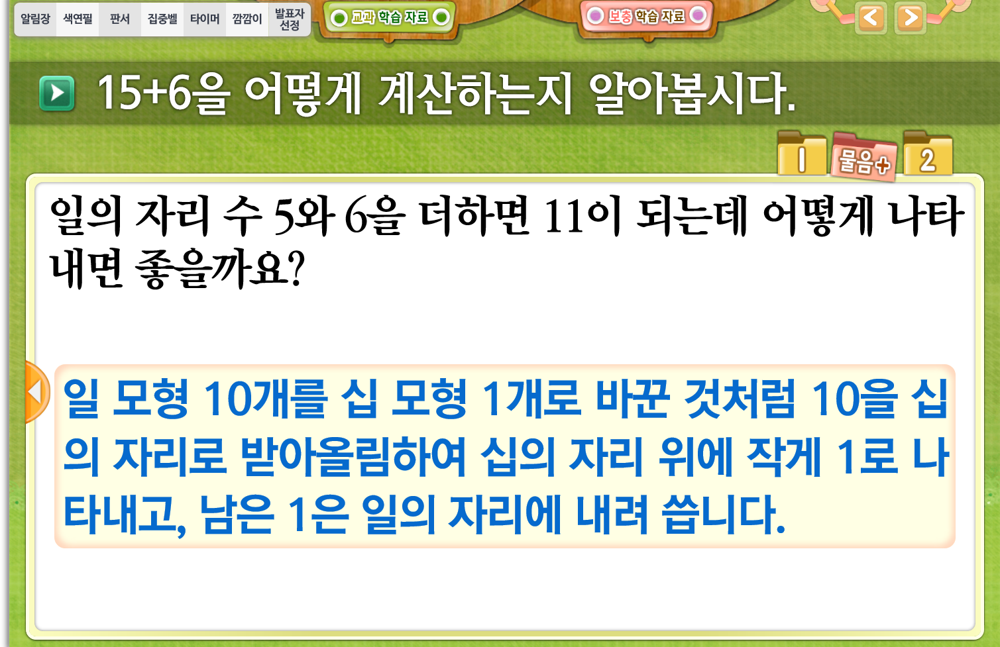 알림장 색연필 판서 집중벨 타이머 깜깜이 발표자 선정
교과 학습 자료
보충 학습 자료
15+6을 어떻게 계산하는지 알아봅시다.
1 물음+ 2
일의 자리 수 5와 6을 더하면 11이 되는데 어떻게 나타
내면 좋을까요?
일 모형 10개를 십 모형 1개로 바꾼 것처럼 10을 십
의 자리로 받아올림하여 십의 자리 위에 작게 1로 나
타내고, 남은 1은 일의 자리에 내려 씁니다.